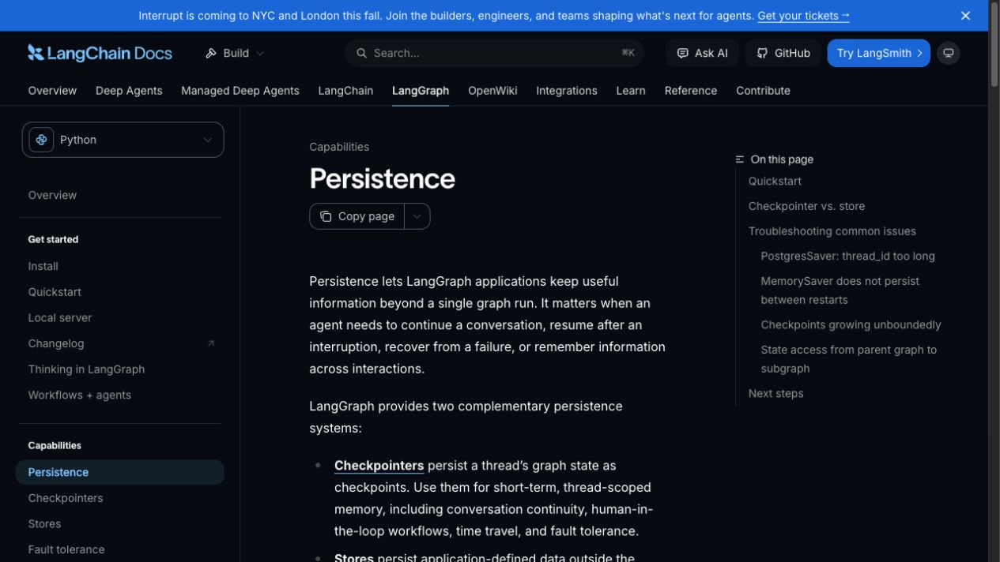 Interrupt is coming to NYC and London this fall. Join the builders, engineers, and teams shaping what's next for agents. Get your tickets →
LangChain Docs
Build
Search...
⌘K
Ask AI
GitHub
Try LangSmith
Overview
Deep Agents
Managed Deep Agents
LangChain
LangGraph
OpenWiki
Integrations
Learn
Reference
Contribute
Python
Overview
Get started
Install
Quickstart
Local server
Changelog
Thinking in LangGraph
Workflows + agents
Capabilities
Persistence
Checkpointers
Stores
Fault tolerance
Capabilities
Persistence
Copy page
Persistence lets LangGraph applications keep useful
information beyond a single graph run. It matters when an
agent needs to continue a conversation, resume after an
interruption, recover from a failure, or remember information
across interactions.
LangGraph provides two complementary persistence
systems:
Checkpointers persist a thread’s graph state as
checkpoints. Use them for short-term, thread-scoped
memory, including conversation continuity, human-in-
the-loop workflows, time travel, and fault tolerance.
Stores persist application-defined data outside the
On this page
Quickstart
Checkpointer vs. store
Troubleshooting common issues
PostgresSaver: thread_id too long
MemorySaver does not persist
between restarts
Checkpoints growing unboundedly
State access from parent graph to
subgraph
Next steps